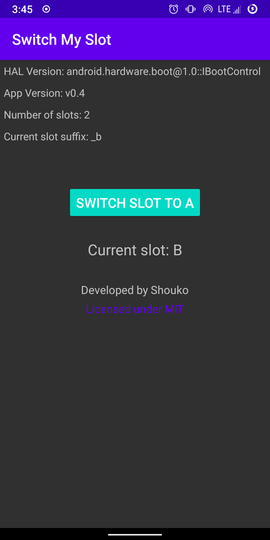 3:45
LTE
Switch My Slot
HAL Version: android.hardware.boot@1.0::IBootControl
App Version: v0.4
Number of slots: 2
Current slot suffix: _b
SWITCH SLOT TO A
Current slot: B
Developed by Shouko
Licensed under MIT